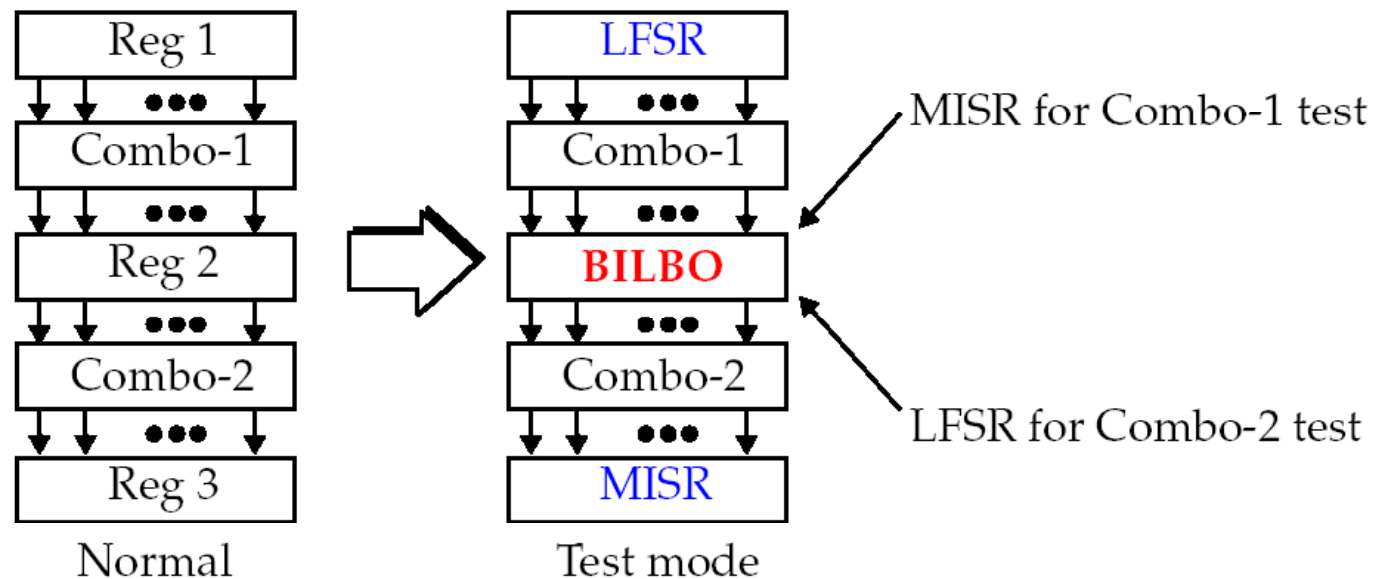 Reg 1
Combo-1
Reg 2
Combo-2
Reg 3
Normal
LFSR
Combo-1
BILBO
Combo-2
MISR
Test mode
MISR for Combo-1 test
LFSR for Combo-2 test